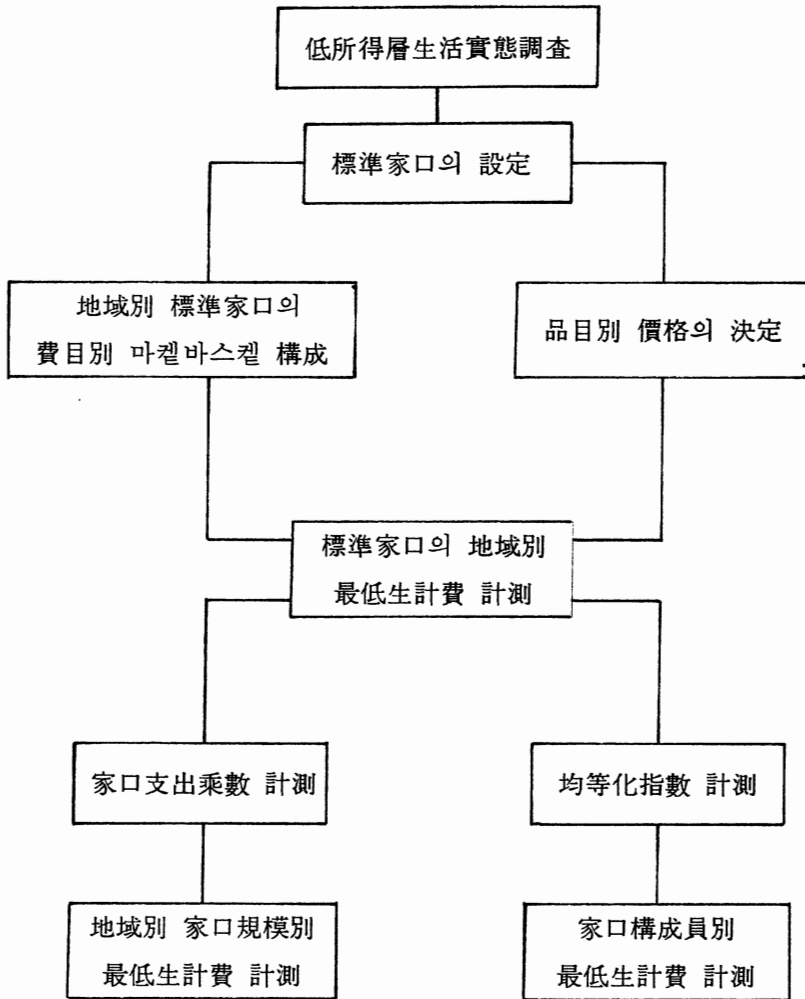 低所得層生活實態調査
標準家口의 設定
地域別 標準家口의
費目別 마켙바스켙 構成
品目別 價格의 決定
標準家口의 地域別
最低生計費 計測
家口支出乘數 計測
均等化指數 計測
地域別 家口規模別
最低生計費 計測
家口構成員別
最低生計費 計測